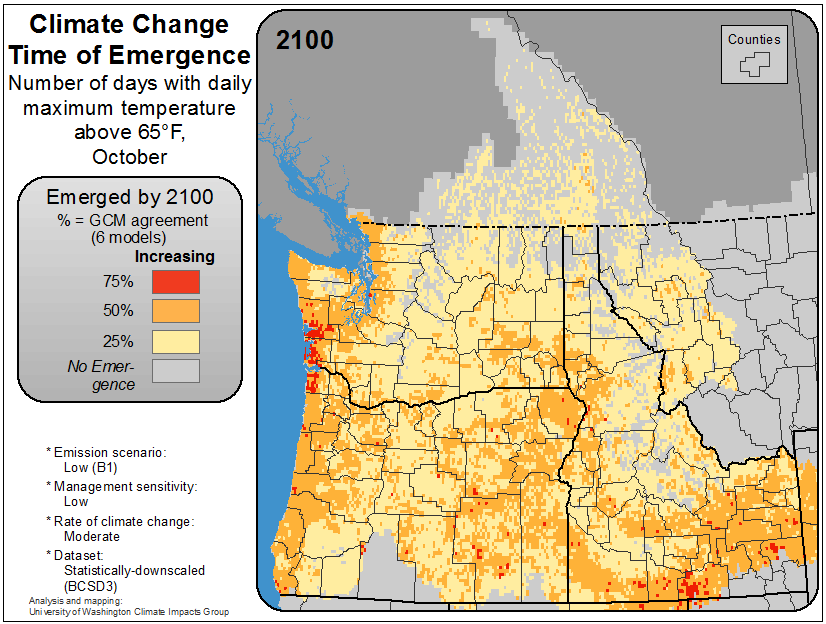 Climate Change
Time of Emergence
Number of days with daily
maximum temperature
above 65°F,
October
Emerged by 2100
% = GCM agreement
(6 models)
Increasing
75%
50%
25%
No Emer-
gence
* Emission scenario:
Low (B1)
* Management sensitivity:
Low
* Rate of climate change:
Moderate
* Dataset:
Statistically-downscaled
(BCSD3)
Analysis and mapping:
University of Washington Climate Impacts Group
2100
Counties